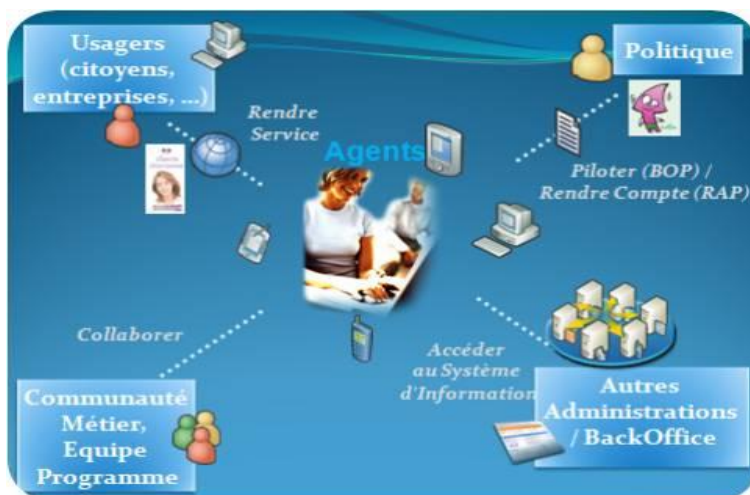 Usagers
(citoyens,
entreprises, ...)
Politique
Rendre
Service
Agents
Piloter (BOP) /
Rendre Compte (RAP)
Collaborer
Accéder
au Système
d'Information
Communauté
Métier,
Equipe
Programme
Autres
Administrations
/ BackOffice